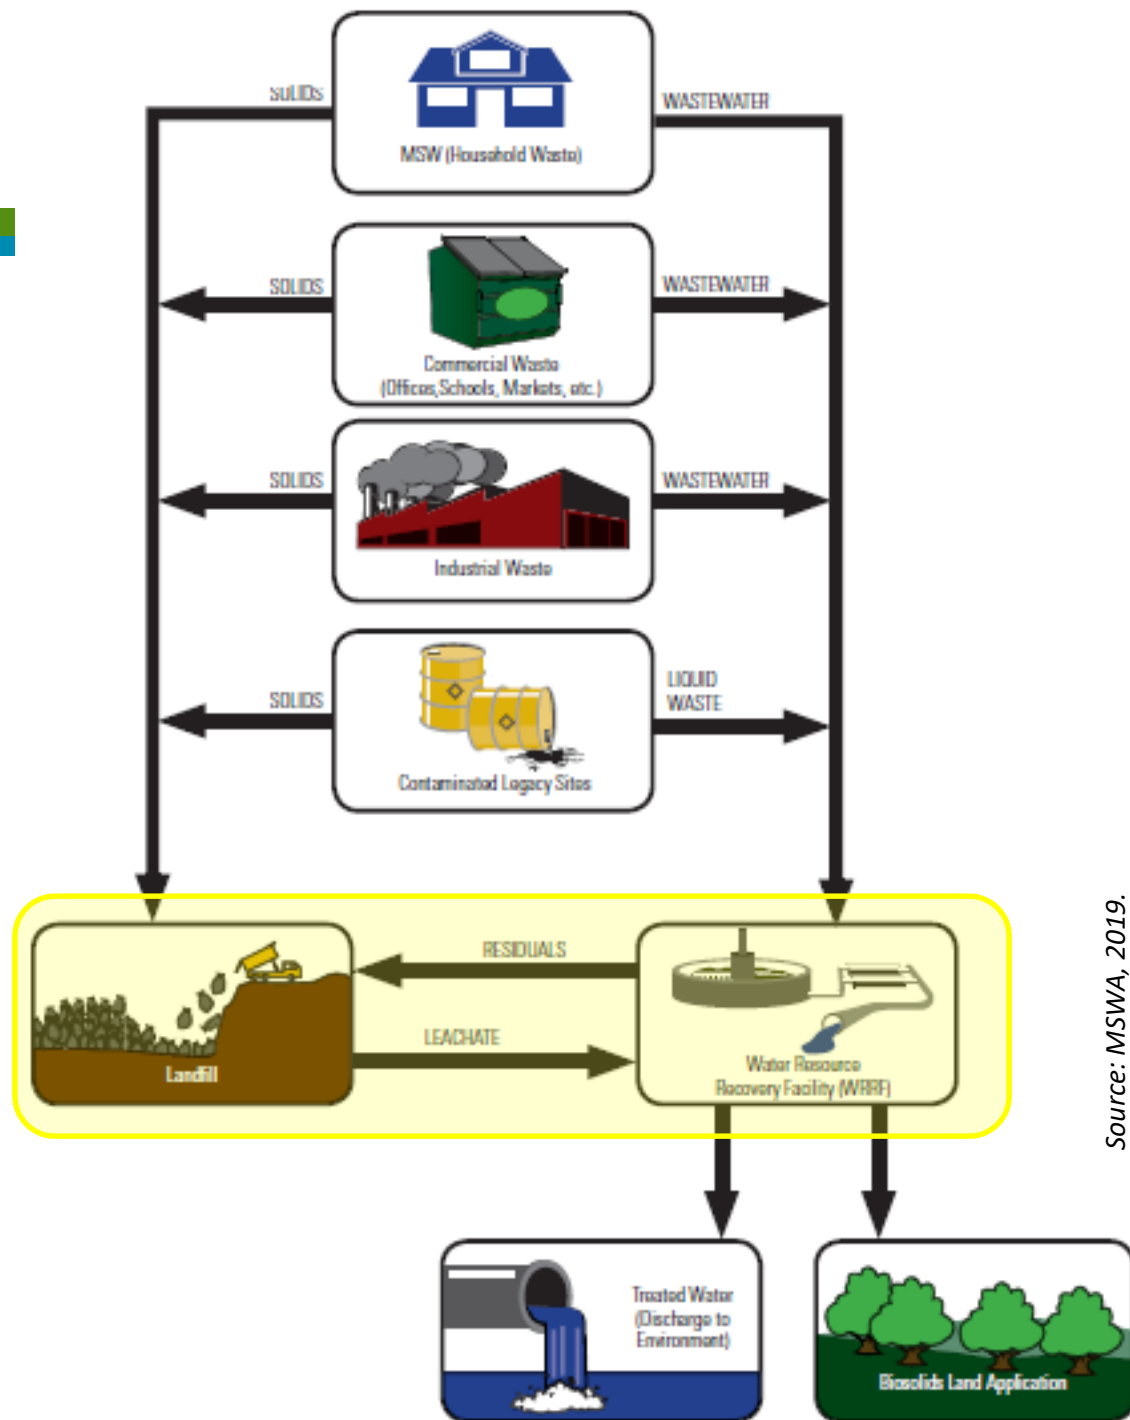 SOLIDS
WASTEWATER
MSW (Household Waste)
SOLIDS
WASTEWATER
Commercial Waste
(Offices,Schools, Markets, etc.)
SOLIDS
WASTEWATER
Industrial Waste
SOLIDS
LIQUID
WASTE
Contaminated Legacy Sites
RESIDUALS
LEACHATE
Landfill
Water Resource
Recovery Facility (WRRF)
Source: MSWA, 2019.
Treated Water
(Discharge to
Environment)
Biosolids Land Application